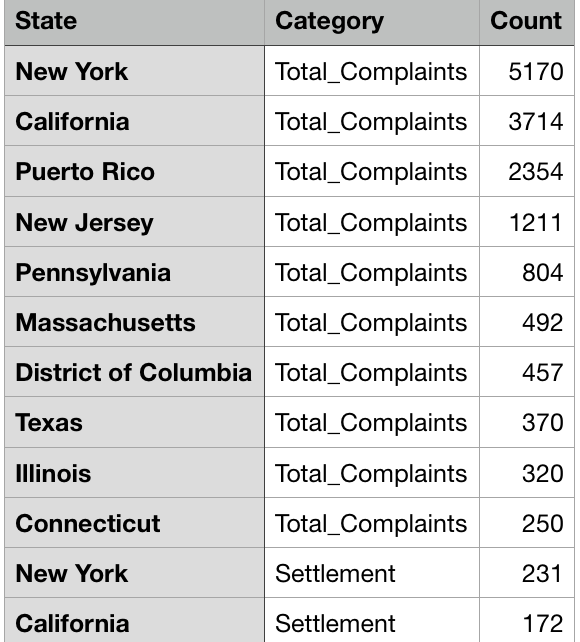 State Category Count
New York Total_Complaints 5170
California Total_Complaints 3714
Puerto Rico Total_Complaints 2354
New Jersey Total_Complaints 1211
Pennsylvania Total_Complaints 804
Massachusetts Total_Complaints 492
District of Columbia Total_Complaints 457
Texas Total_Complaints 370
Illinois Total_Complaints 320
Connecticut Total_Complaints 250
New York Settlement 231
California Settlement 172